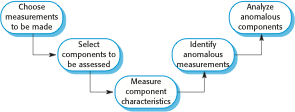 Choose
measurements
to be made
Select
components to
be assessed
Measure
component
characteristics
Identify
anomalous
measurements
Analyze
anomalous
components